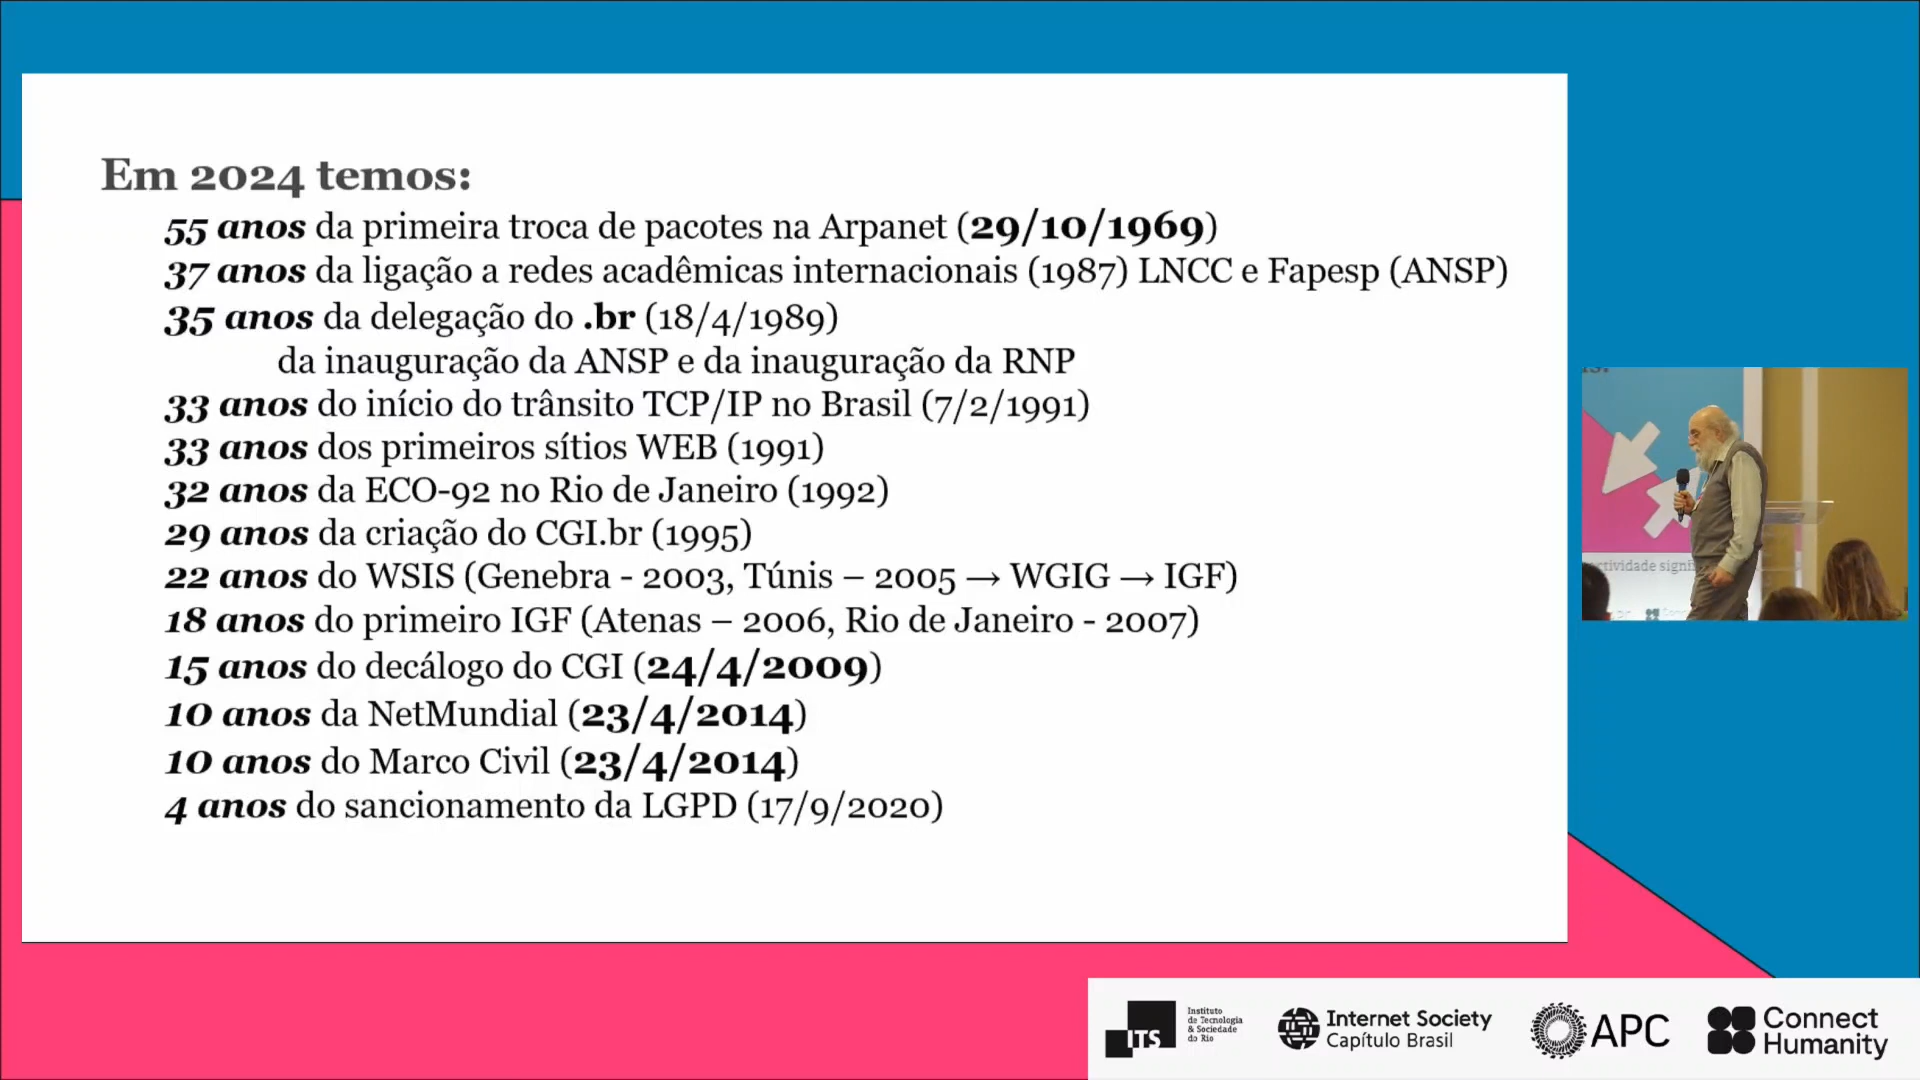 Em 2024 temos:
55 anos da primeira troca de pacotes na Arpanet (29/10/1969)
37 anos da ligação a redes acadêmicas internacionais (1987) LNCC e Fapesp (ANSP)
35 anos da delegação do .br (18/4/1989)
da inauguração da ANSP e da inauguração da RNP
33 anos do início do trânsito TCP/IP no Brasil (7/2/1991)
33 anos dos primeiros sítios WEB (1991)
32 anos da ECO-92 no Rio de Janeiro (1992)
29 anos da criação do CGI.br (1995)
22 anos do WSIS (Genebra - 2003, Túnis – 2005 → WGIG → IGF)
18 anos do primeiro IGF (Atenas – 2006, Rio de Janeiro - 2007)
15 anos do decálogo do CGI (24/4/2009)
10 anos da NetMundial (23/4/2014)
10 anos do Marco Civil (23/4/2014)
4 anos do sancionamento da LGPD (17/9/2020)
ctividade signifi
ITS
Instituto
de Tecnologia
& Sociedade
do Rio
Internet Society
Capítulo Brasil
APC
Connect
Humanity